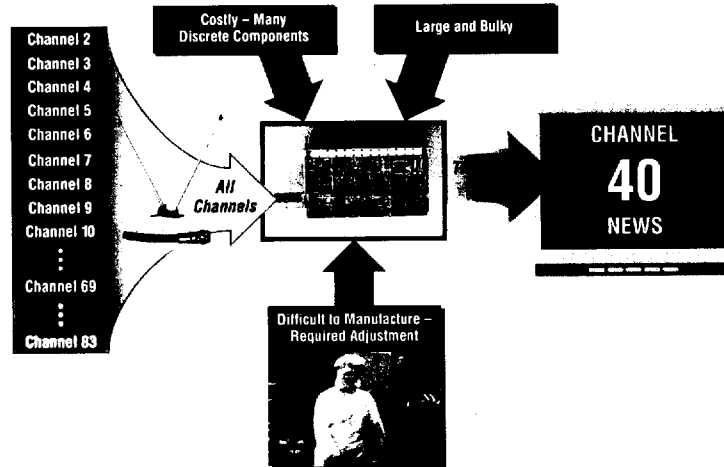 Channel 2
Channel 3
Channel 4
Channel 5
Channel 6
Channel 7
Channel 8
Channel 9
Channel 10
Channel 69
Channel 83
All
Channels
Costly – Many
Discrete Components
Large and Bulky
Difficult to Manufacture –
Required Adjustment
CHANNEL
40
NEWS